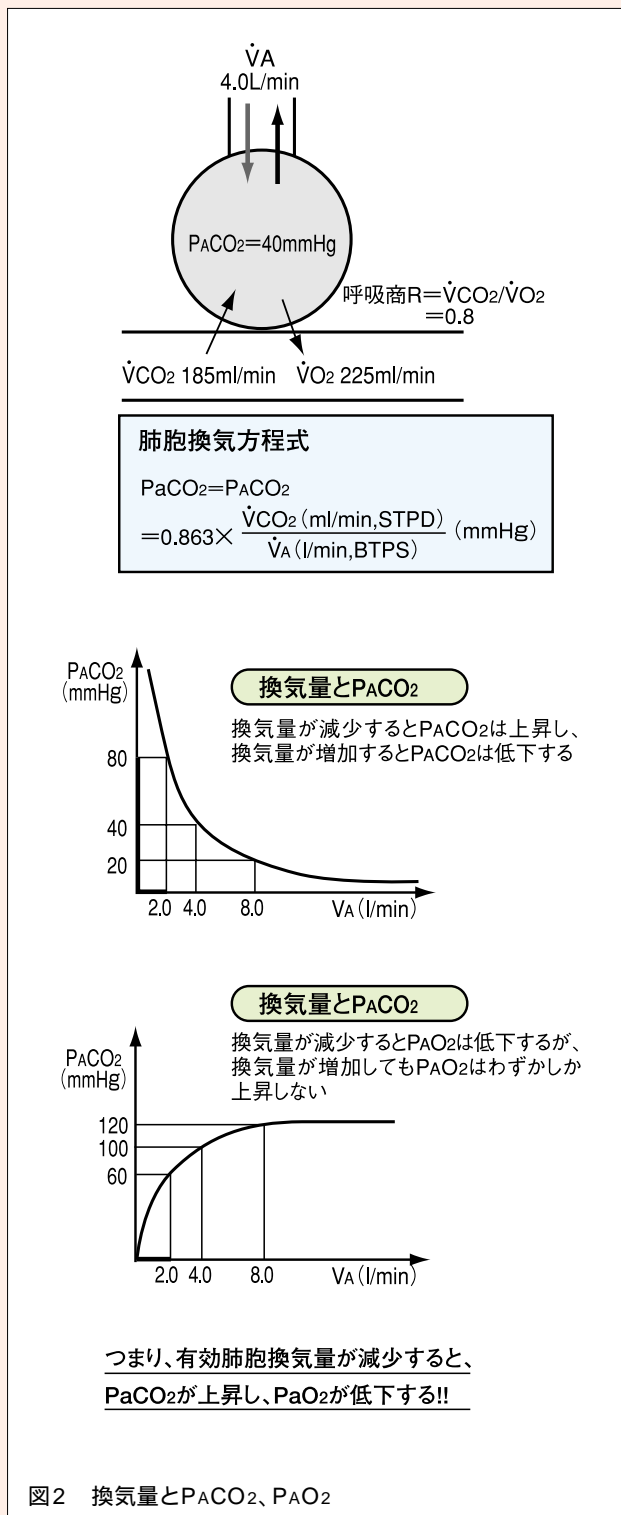 V̇A
4.0L/min
PACO2=40mmHg
呼吸商R=V̇CO2/V̇O2
=0.8
V̇CO2 185ml/min V̇O2 225ml/min
肺胞換気方程式
PaCO2=PACO2
=0.863× V̇CO2(ml/min,STPD) (mmHg)
V̇A(l/min,BTPS)
PACO2
(mmHg)
換気量とPACO2
換気量が減少するとPACO2は上昇し、
換気量が増加するとPACO2は低下する
80
40
20
2.0 4.0 8.0 VA(l/min)
換気量とPACO2
換気量が減少するとPAO2は低下するが、
換気量が増加してもPAO2はわずかしか
上昇しない
PACO2
(mmHg)
120
100
60
2.0 4.0 8.0 VA(l/min)
つまり、有効肺胞換気量が減少すると、
PaCO2が上昇し、PaO2が低下する!!
図2 換気量とPACO2、PAO2